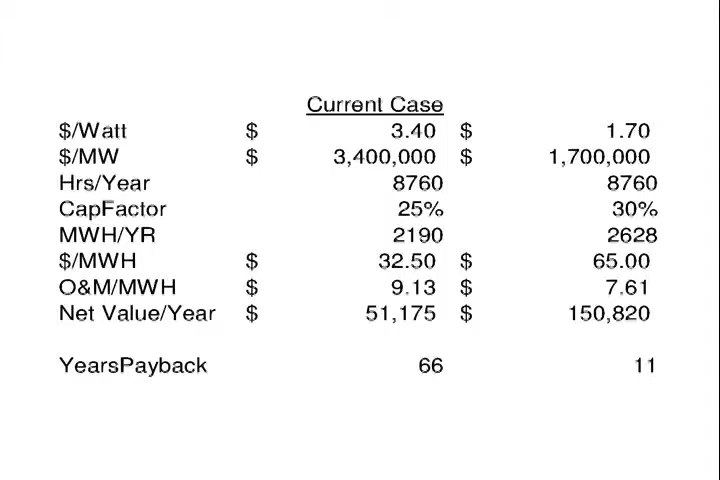 Current Case
$/Watt $ 3.40 $ 1.70
$/MW $ 3,400,000 $ 1,700,000
Hrs/Year 8760 8760
CapFactor 25% 30%
MWH/YR 2190 2628
$/MWH $ 32.50 $ 65.00
O&M/MWH $ 9.13 $ 7.61
Net Value/Year $ 51,175 $ 150,820
YearsPayback 66 11